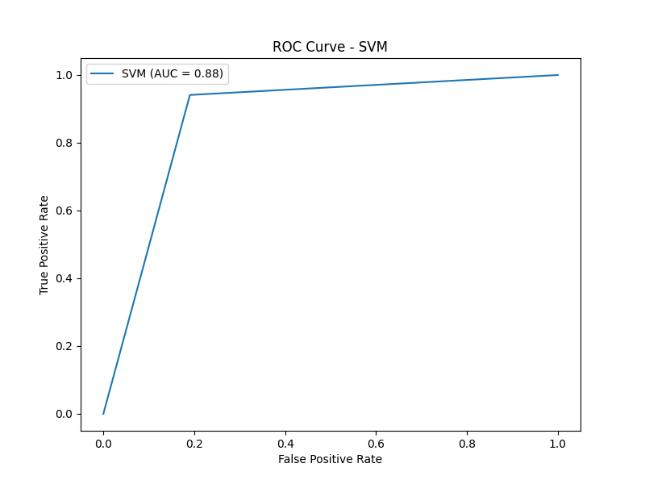 ROC Curve - SVM
SVM (AUC = 0.88)
True Positive Rate
1.0
0.8
0.6
0.4
0.2
0.0
0.0 0.2 0.4 0.6 0.8 1.0
False Positive Rate